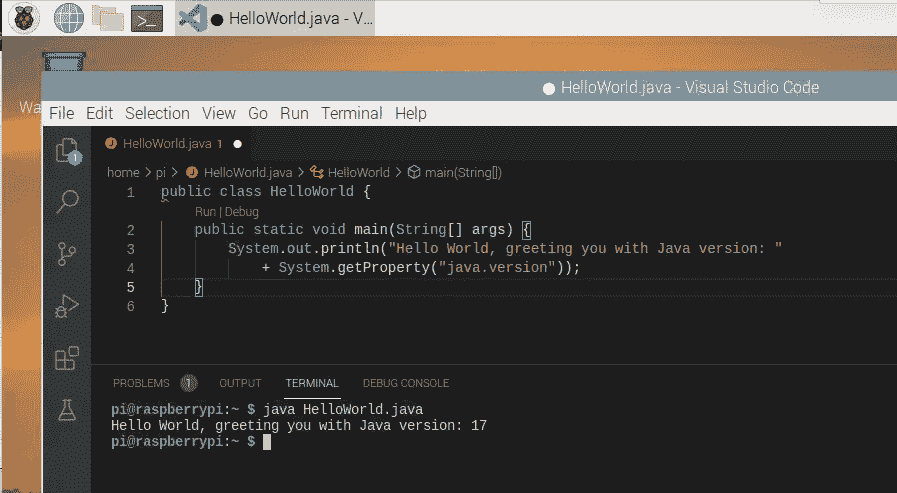 HelloWorld.java - V...
Wa
HelloWorld.java - Visual Studio Code
File Edit Selection View Go Run Terminal Help
1
HelloWorld.java 1
home > pi > HelloWorld.java > HelloWorld > main(String[])
1 public class HelloWorld {
Run | Debug
2 public static void main(String[] args) {
3 System.out.println("Hello World, greeting you with Java version: "
4 + System.getProperty("java.version"));
5 }
6 }
PROBLEMS 1 OUTPUT TERMINAL DEBUG CONSOLE
pi@raspberrypi:~ $ java HelloWorld.java
Hello World, greeting you with Java version: 17
pi@raspberrypi:~ $